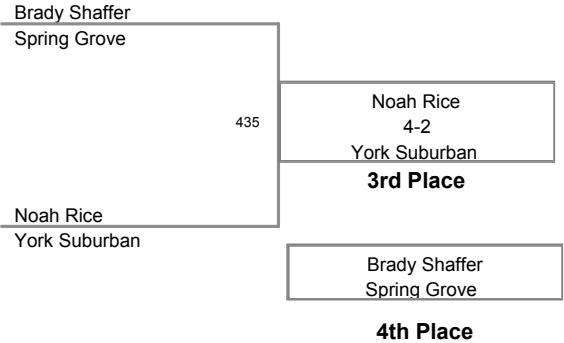 Brady Shaffer
Spring Grove
435
Noah Rice
4-2
York Suburban
3rd Place
Noah Rice
York Suburban
Brady Shaffer
Spring Grove
4th Place